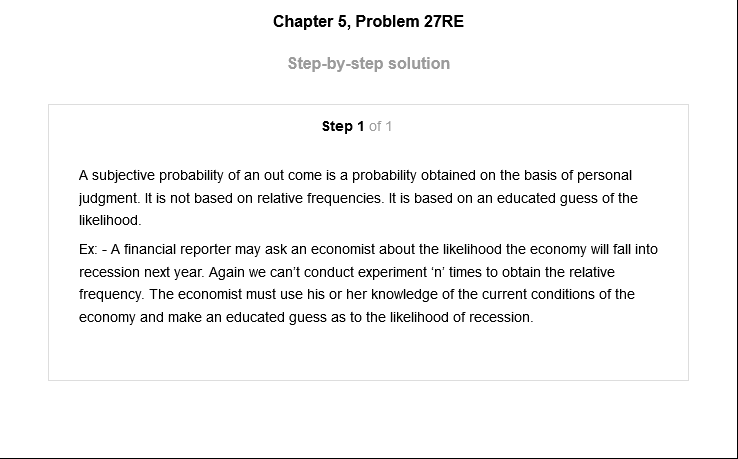 Chapter 5, Problem 27RE
Step-by-step solution
Step 1 of 1
A subjective probability of an out come is a probability obtained on the basis of personal
judgment. It is not based on relative frequencies. It is based on an educated guess of the
likelihood.
Ex: - A financial reporter may ask an economist about the likelihood the economy will fall into
recession next year. Again we can’t conduct experiment ‘n’ times to obtain the relative
frequency. The economist must use his or her knowledge of the current conditions of the
economy and make an educated guess as to the likelihood of recession.